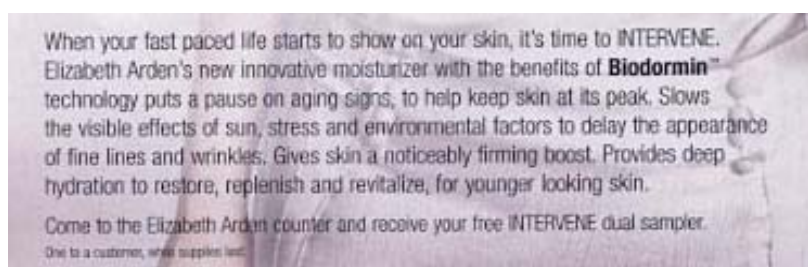 When your fast paced life starts to show on your skin, it's time to INTERVENE.
Elizabeth Arden's new innovative moisturizer with the benefits of Biodormin™
technology puts a pause on aging signs, to help keep skin at its peak. Slows
the visible effects of sun, stress and environmental factors to delay the appearance
of fine lines and wrinkles. Gives skin a noticeably firming boost. Provides deep
hydration to restore, replenish and revitalize, for younger looking skin.
Come to the Elizabeth Arden counter and receive your free INTERVENE dual sampler.
One to a customer, while supplies last.